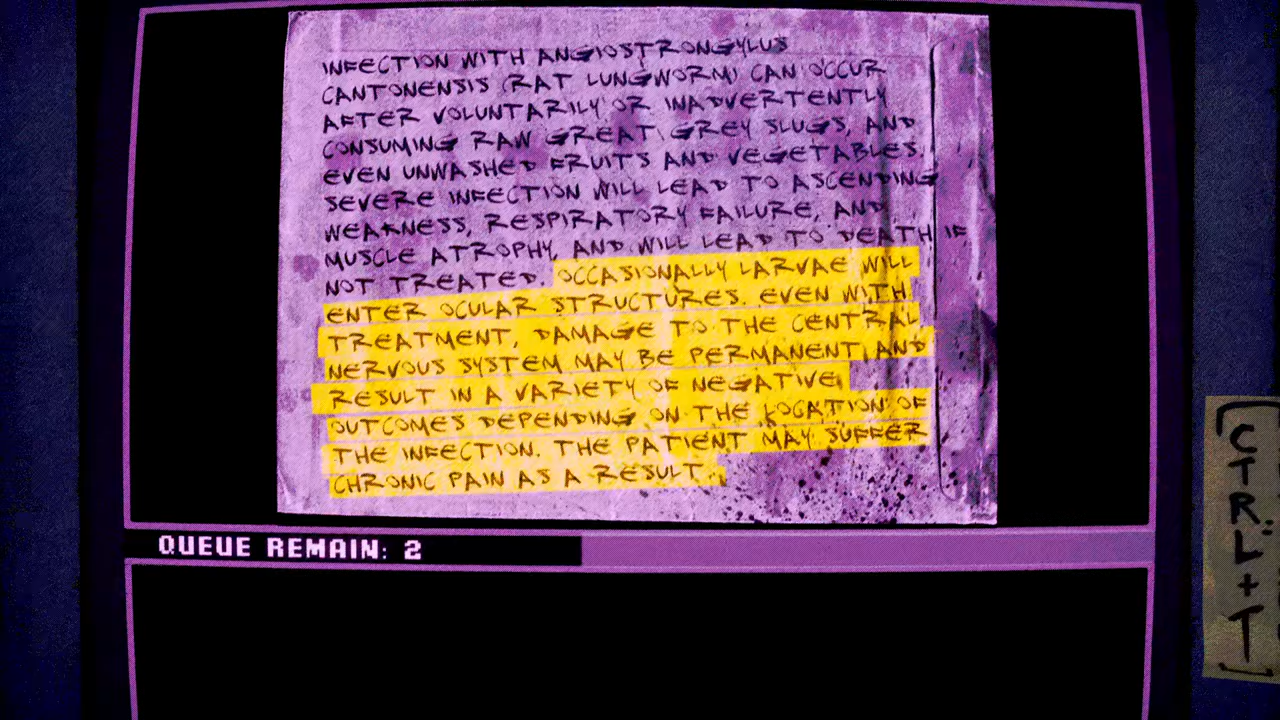 INFECTION WITH ANGIOSTRONGYLUS
CANTONENSIS (RAT LUNGWORM) CAN OCCUR
AFTER VOLUNTARILY OR INADVERTENTLY
CONSUMING RAW GREAT GREY SLUGS, AND
EVEN UNWASHED FRUITS AND VEGETABLES.
SEVERE INFECTION WILL LEAD TO ASCENDING
WEAKNESS, RESPIRATORY FAILURE, AND
MUSCLE ATROPHY, AND WILL LEAD TO DEATH IF
NOT TREATED. OCCASIONALLY LARVAE WILL
ENTER OCULAR STRUCTURES. EVEN WITH
TREATMENT, DAMAGE TO THE CENTRAL
NERVOUS SYSTEM MAY BE PERMANENT, AND
RESULT IN A VARIETY OF NEGATIVE
OUTCOMES DEPENDING ON THE LOCATION OF
THE INFECTION. THE PATIENT MAY SUFFER
CHRONIC PAIN AS A RESULT.
QUEUE REMAIN: 2
[CTRL+T]